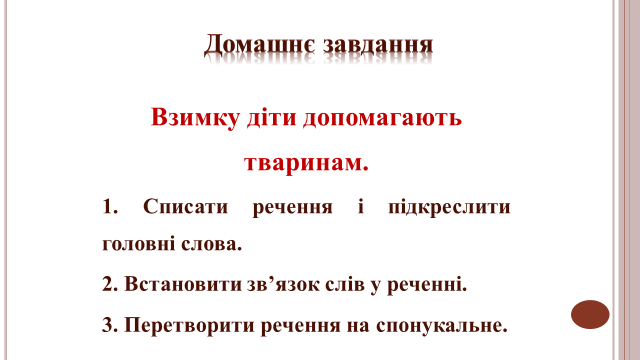 Домашнє завдання
Взимку діти допомагають
тваринам.
1. Списати речення і підкреслити
головні слова.
2. Встановити зв’язок слів у реченні.
3. Перетворити речення на спонукальне.